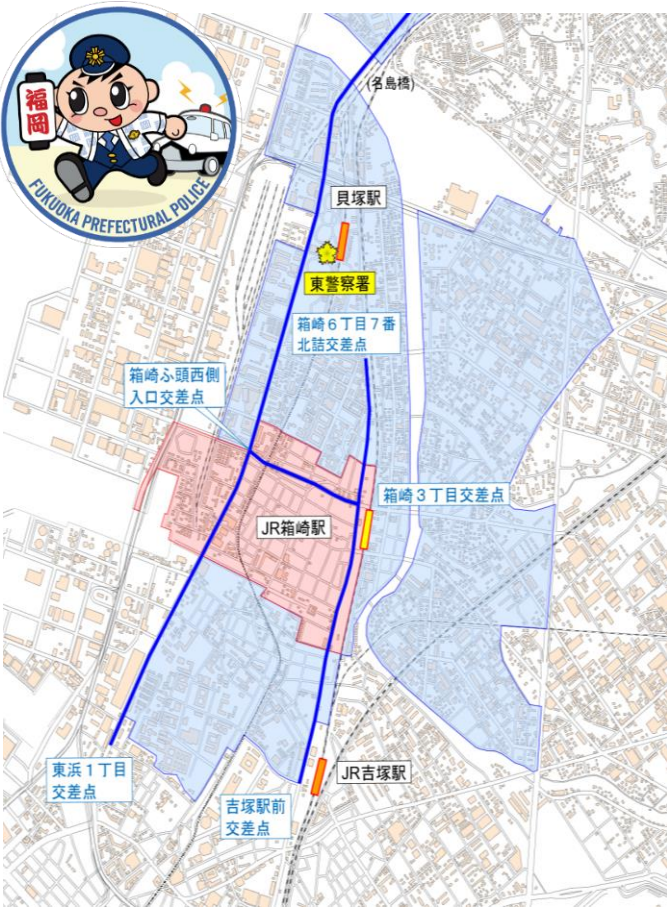 福岡
FUKUOKA PREFECTURAL POLICE
(名島橋)
貝塚駅
東警察署
箱崎6丁目7番
北詰交差点
箱崎ふ頭西側
入口交差点
箱崎3丁目交差点
JR箱崎駅
東浜1丁目
交差点
JR吉塚駅
吉塚駅前
交差点